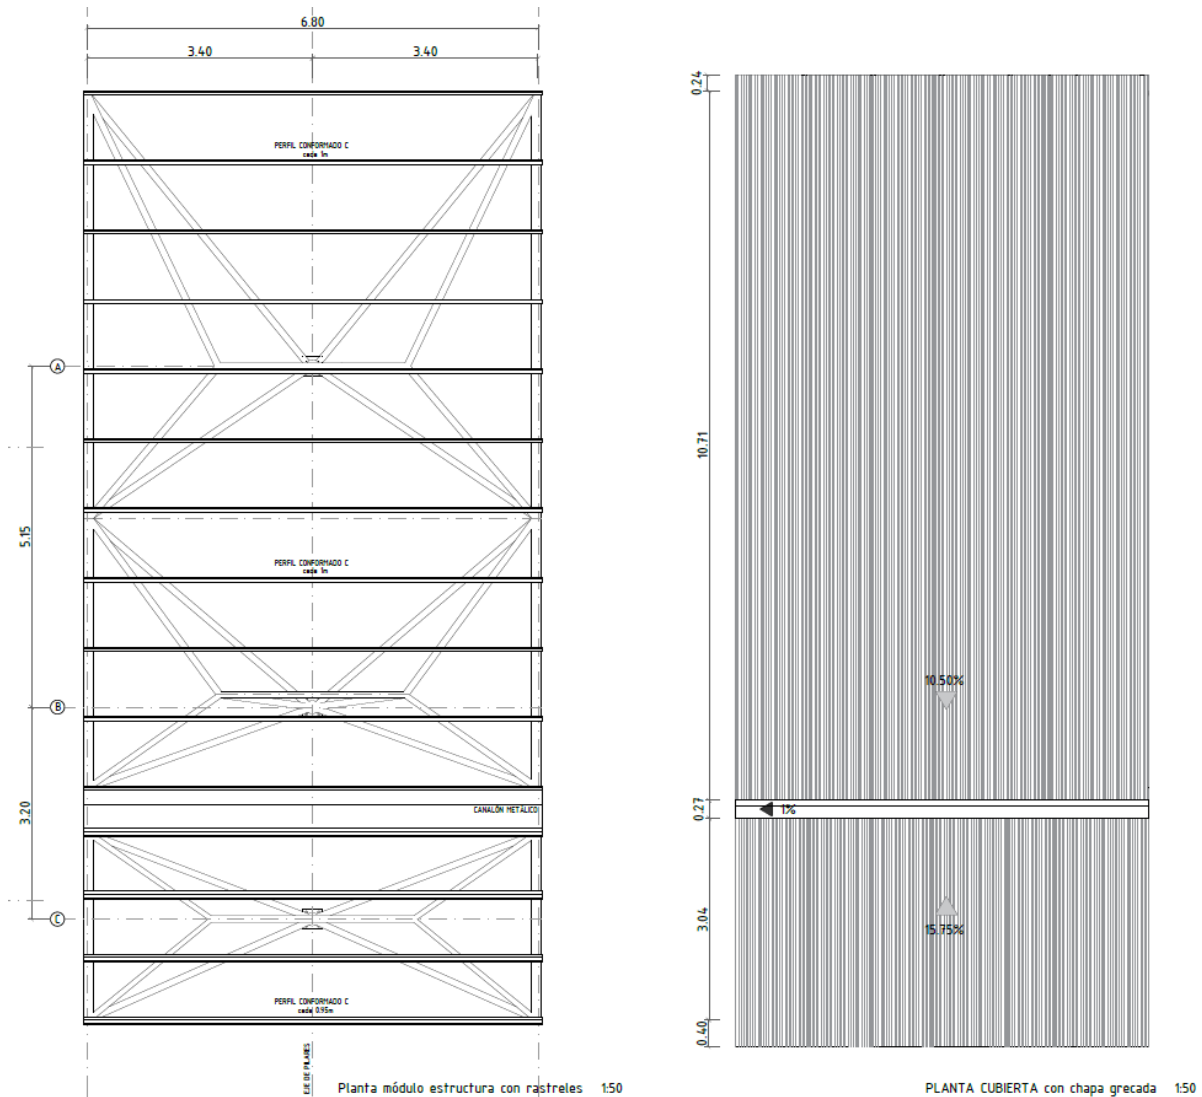 6.80
3.40
3.40
PERFIL CONFORMADO C
cada 1m
A
5.15
PERFIL CONFORMADO C
cada 1m
B
3.20
CANALÓN METÁLICO
C
PERFIL CONFORMADO C
cada 0.95m
EJE DE PILARES
Planta módulo estructura con rastreles 1:50
0.24
10.71
10.50%
0.27
1%
3.04
15.75%
0.40
PLANTA CUBIERTA con chapa grecada 1:50